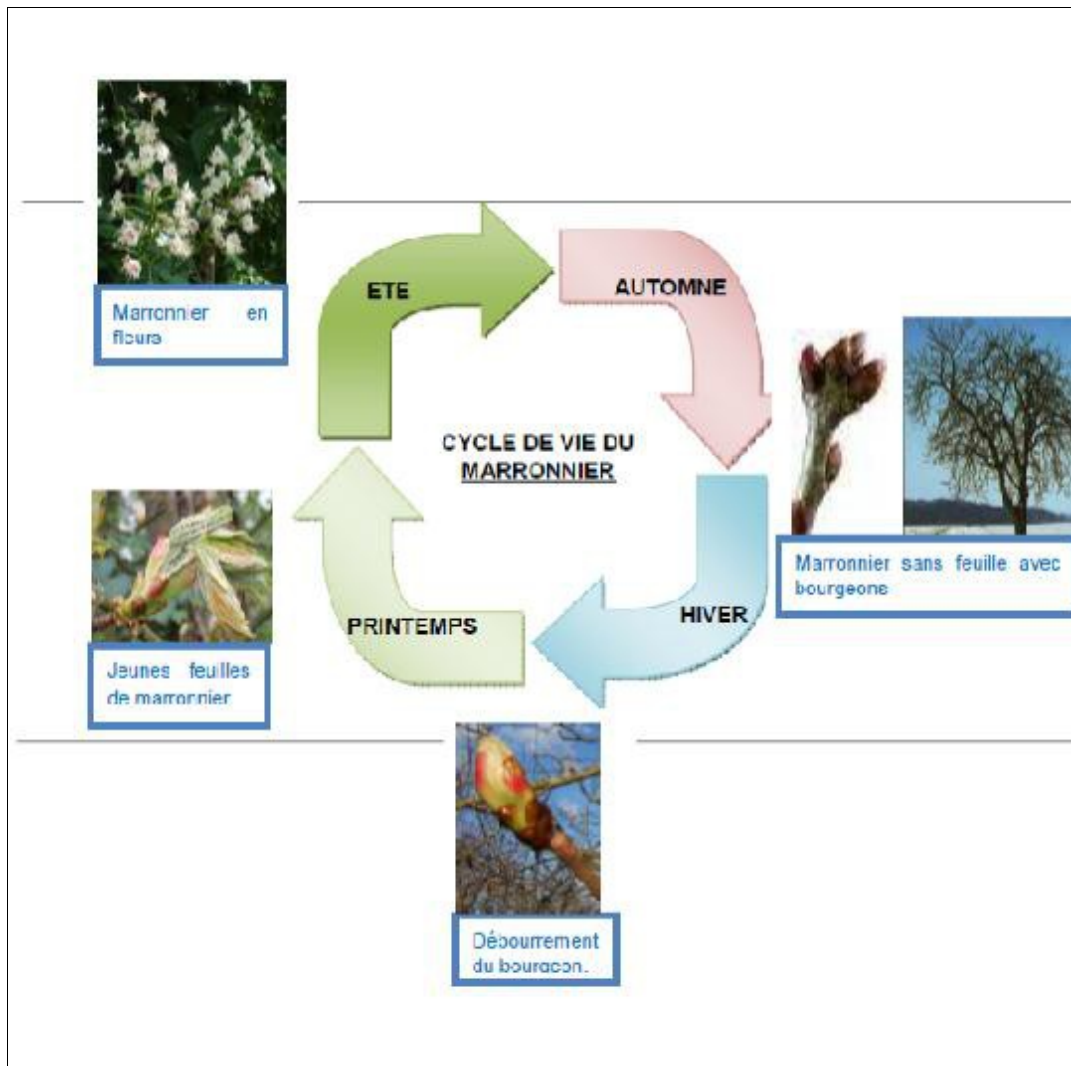 Marronnier en
fleurs
ETE
AUTOMNE
CYCLE DE VIE DU
MARRONNIER
Marronnier sans feuille avec
bourgeons
Jeunes feuilles
de marronnier
PRINTEMPS
HIVER
Débourrement
du bourgeon.